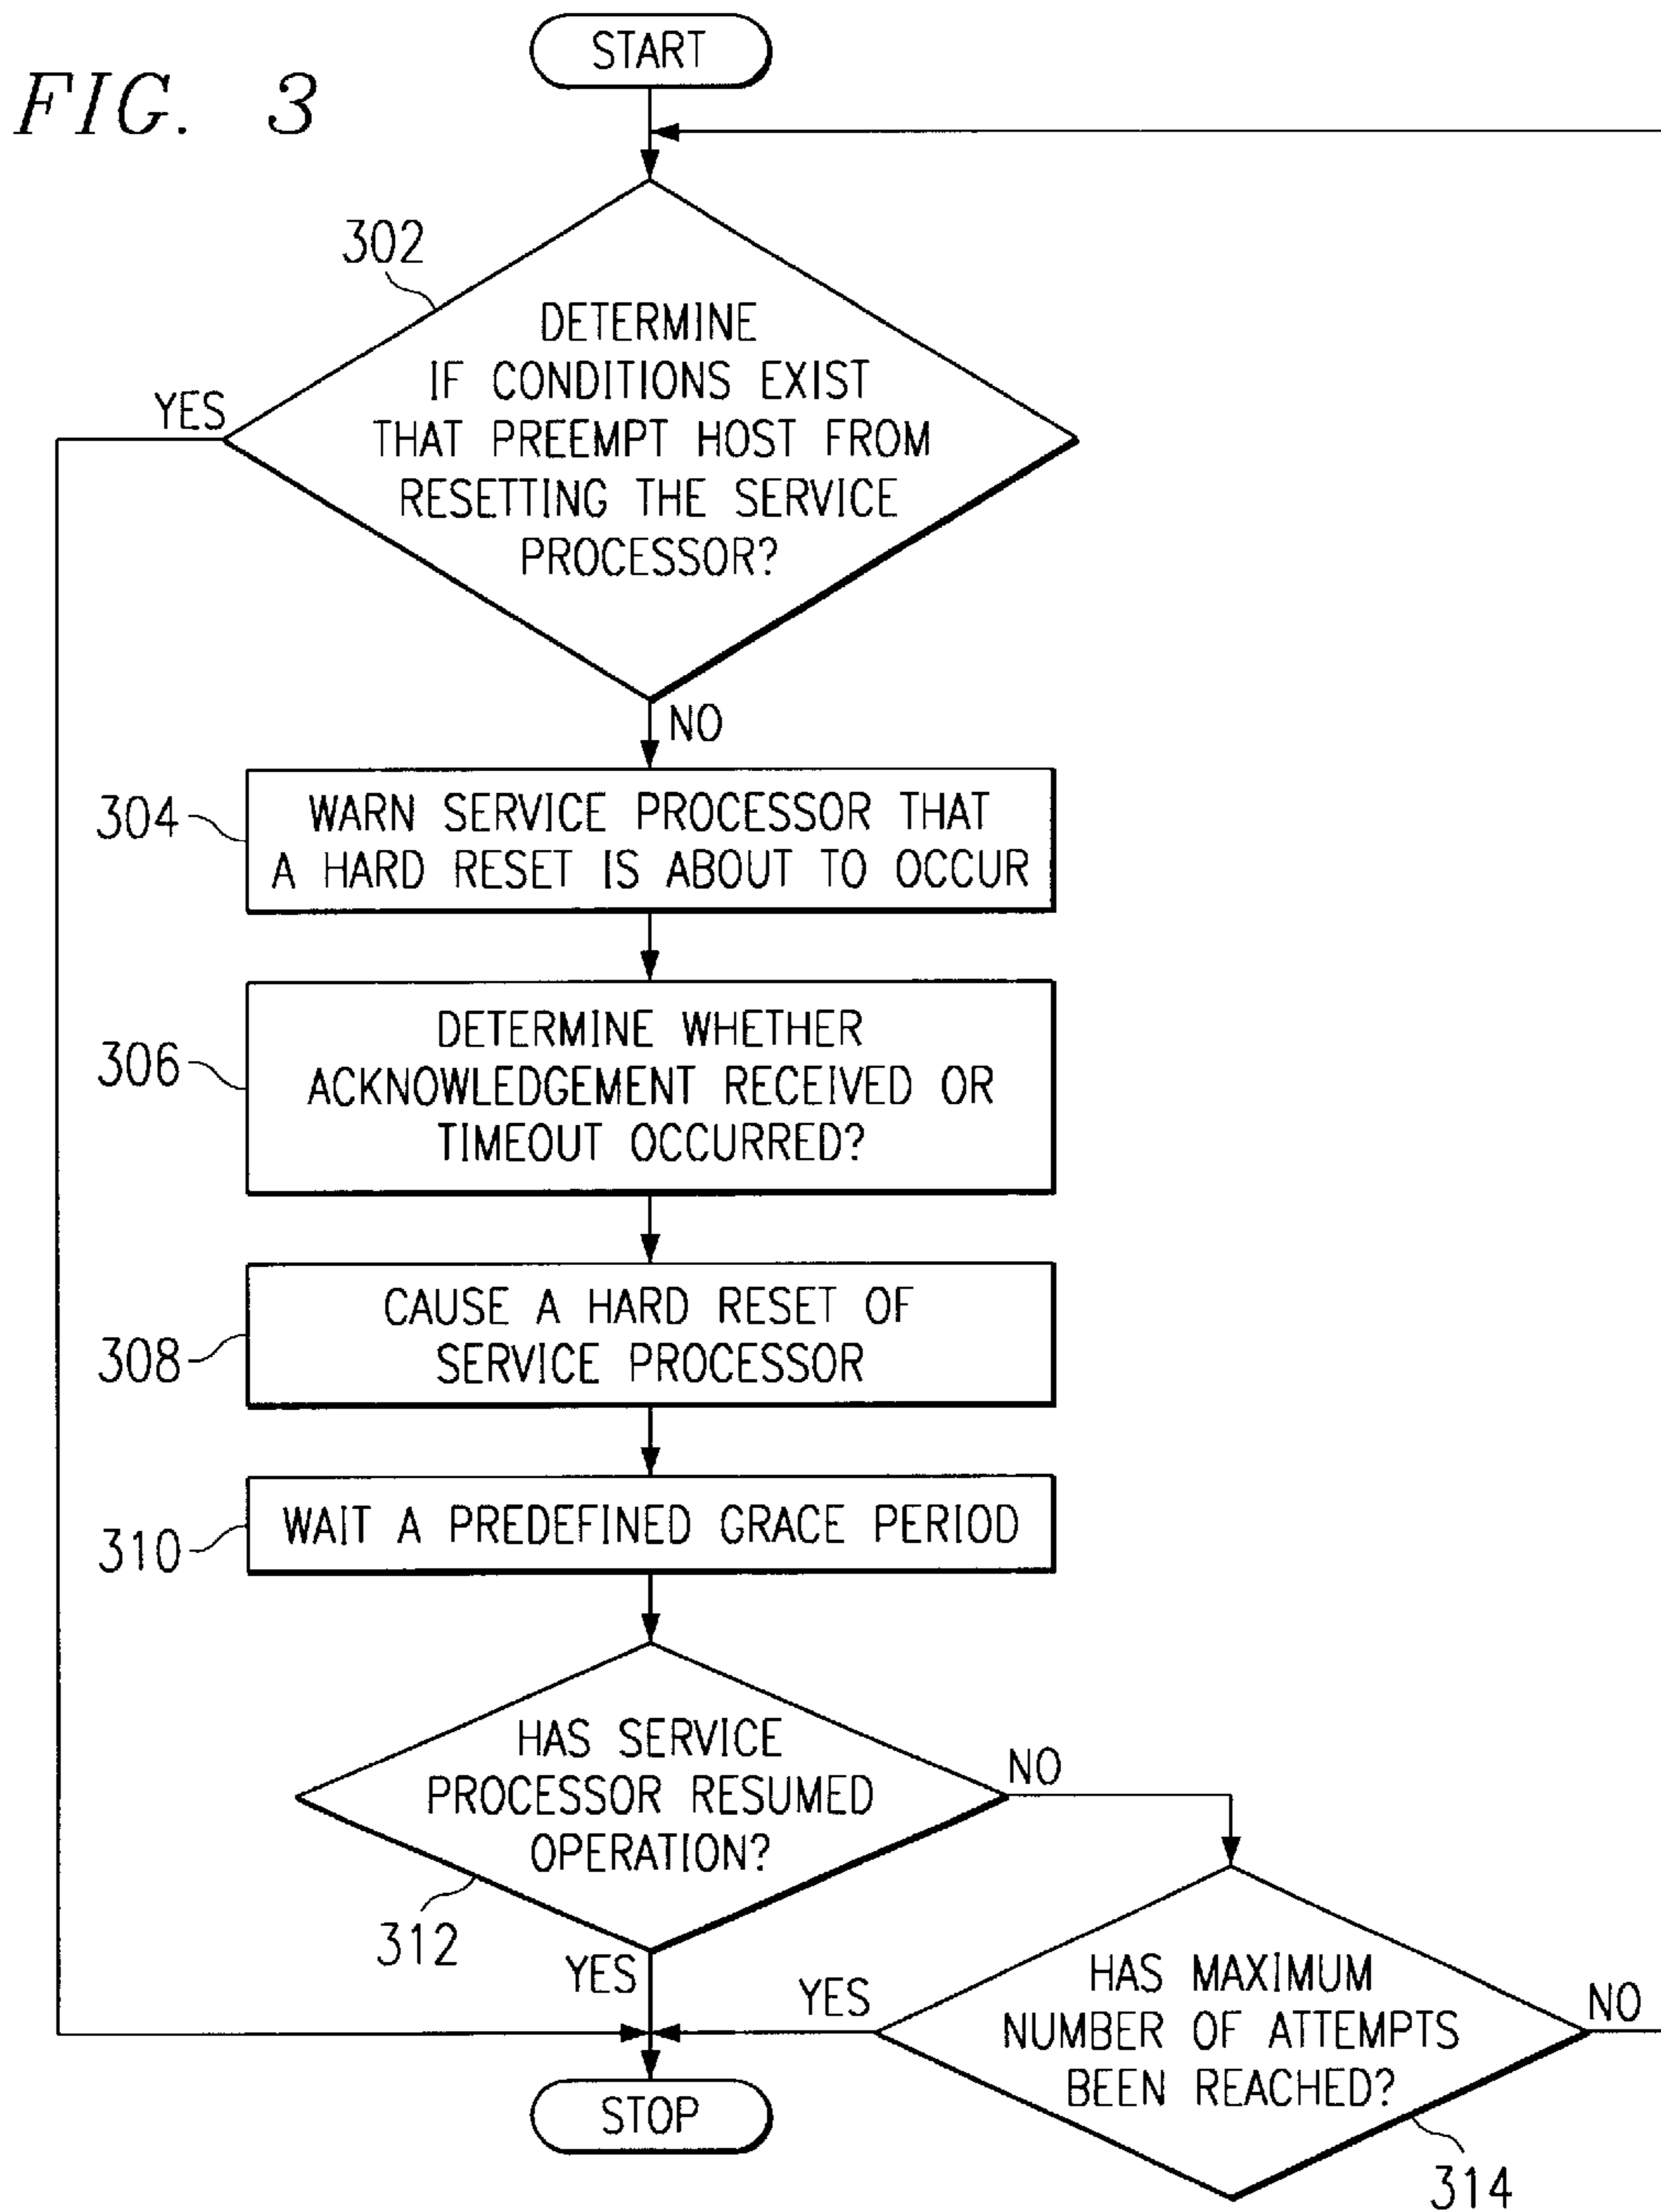 FIG. 3
START
302
DETERMINE
IF CONDITIONS EXIST
THAT PREEMPT HOST FROM
RESETTING THE SERVICE
PROCESSOR?
YES
NO
304
WARN SERVICE PROCESSOR THAT
A HARD RESET IS ABOUT TO OCCUR
306
DETERMINE WHETHER
ACKNOWLEDGEMENT RECEIVED OR
TIMEOUT OCCURRED?
308
CAUSE A HARD RESET OF
SERVICE PROCESSOR
310
WAIT A PREDEFINED GRACE PERIOD
HAS SERVICE
PROCESSOR RESUMED
OPERATION?
NO
312
YES
YES
HAS MAXIMUM
NUMBER OF ATTEMPTS
BEEN REACHED?
NO
STOP
314